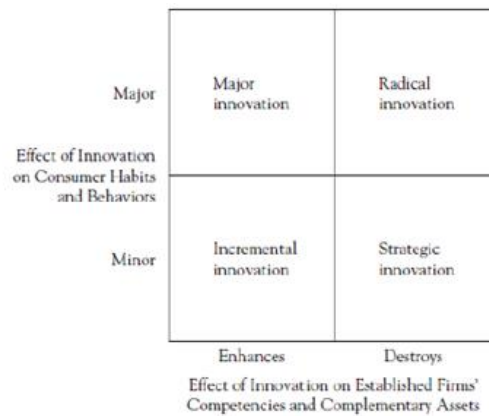 Major
Major innovation
Radical innovation
Effect of Innovation
on Consumer Habits
and Behaviors
Minor
Incremental innovation
Strategic innovation
Enhances
Destroys
Effect of Innovation on Established Firms'
Competencies and Complementary Assets